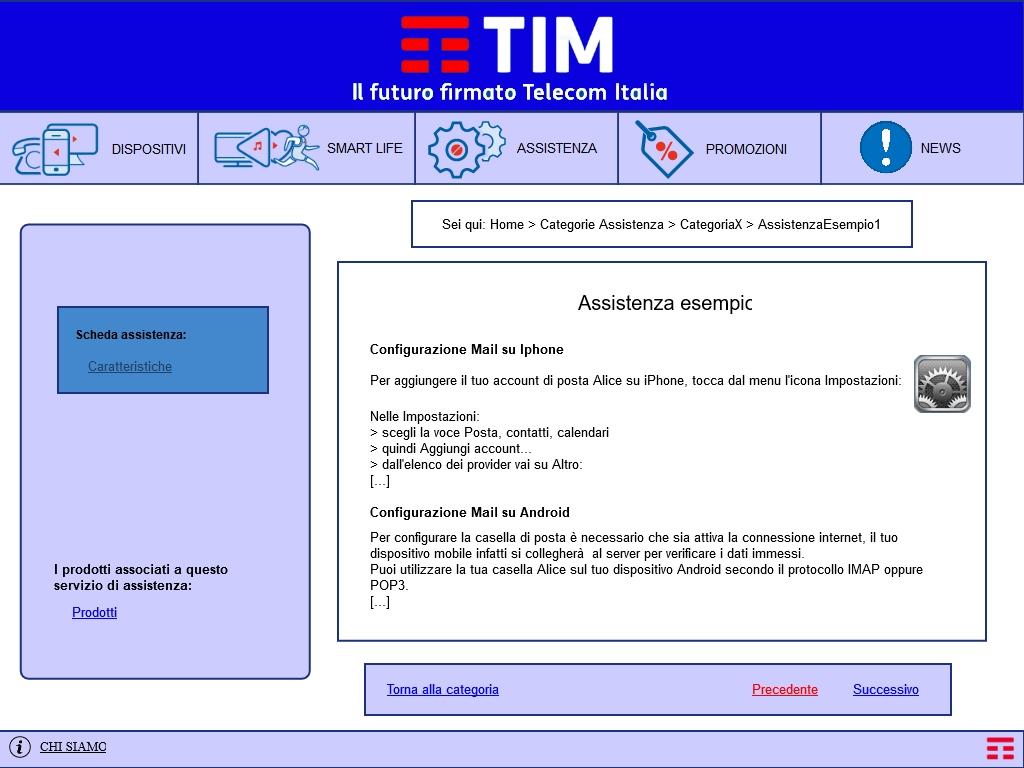 TIM
Il futuro firmato Telecom Italia
DISPOSITIVI
SMART LIFE
ASSISTENZA
PROMOZIONI
NEWS
Sei qui: Home > Categorie Assistenza > CategoriaX > AssistenzaEsempio1
Scheda assistenza:
Caratteristiche
I prodotti associati a questo
servizio di assistenza:
Prodotti
Assistenza esempio
Configurazione Mail su Iphone
Per aggiungere il tuo account di posta Alice su iPhone, tocca dal menu l'icona Impostazioni:
Nelle Impostazioni:
> scegli la voce Posta, contatti, calendari
> quindi Aggiungi account...
> dall'elenco dei provider vai su Altro:
[...]
Configurazione Mail su Android
Per configurare la casella di posta è necessario che sia attiva la connessione internet, il tuo
dispositivo mobile infatti si collegherà al server per verificare i dati immessi.
Puoi utilizzare la tua casella Alice sul tuo dispositivo Android secondo il protocollo IMAP oppure
POP3.
[...]
Torna alla categoria
Precedente
Successivo
CHI SIAMO